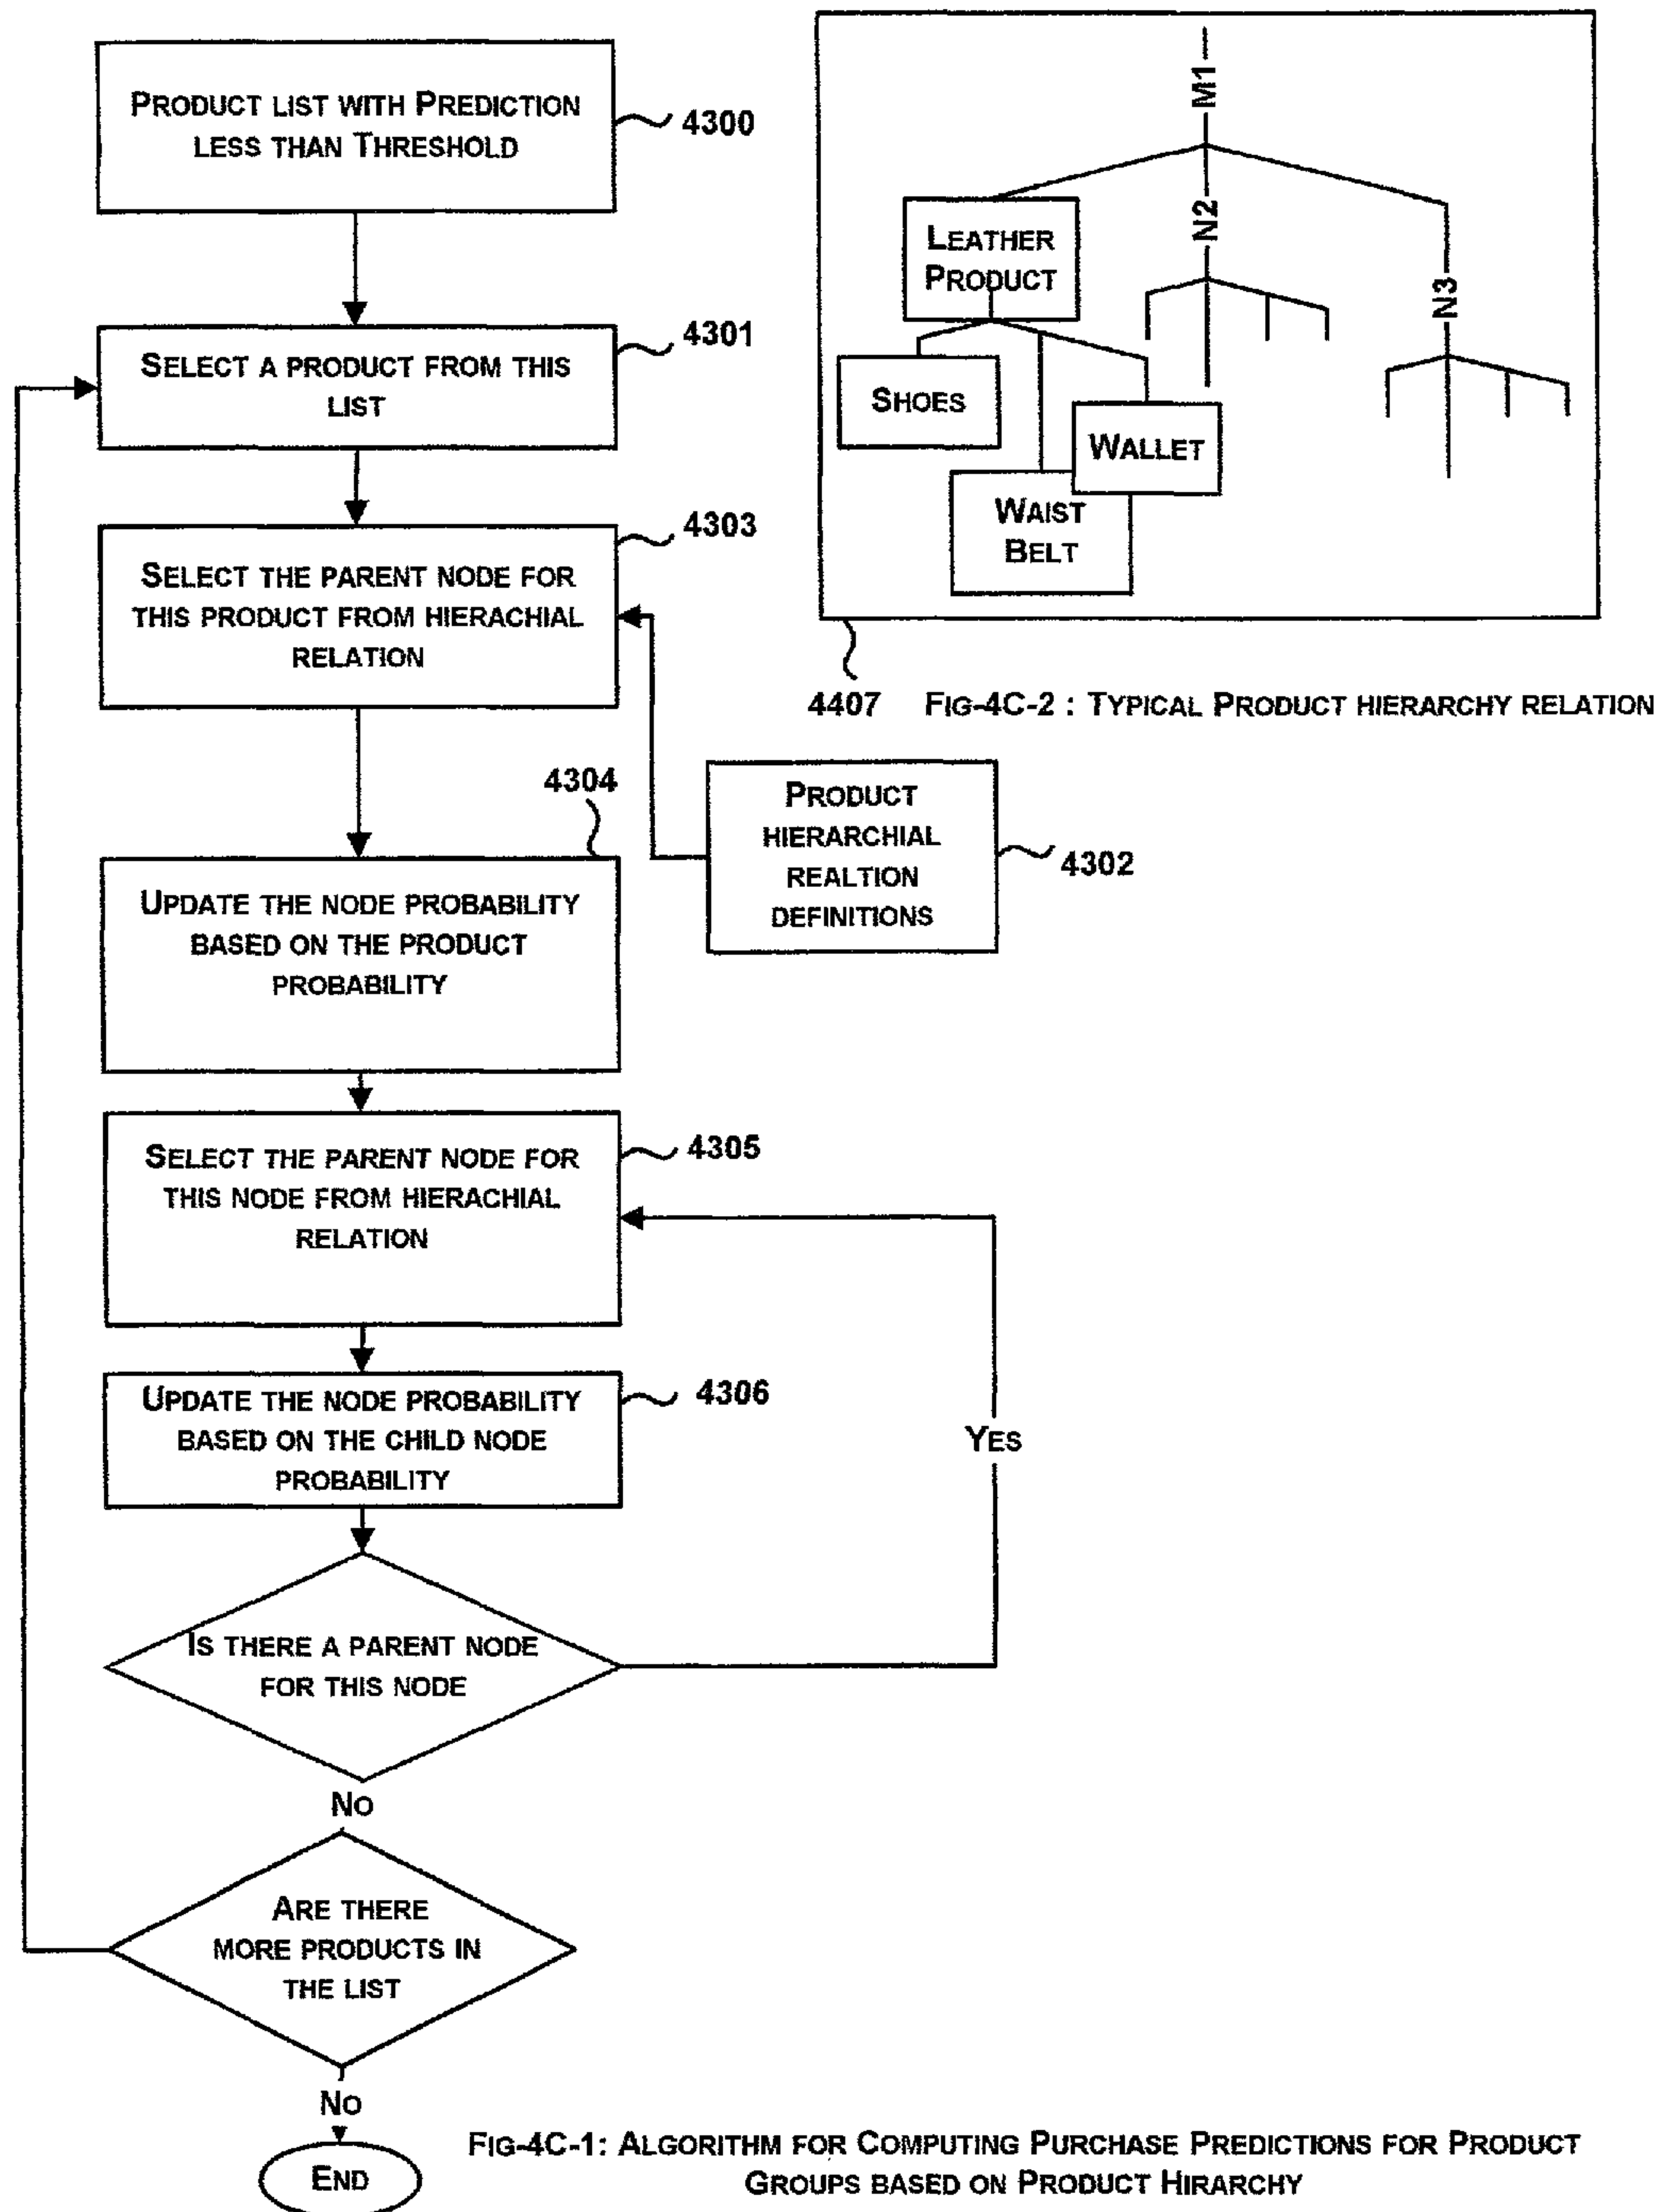 PRODUCT LIST WITH PREDICTION
LESS THAN THRESHOLD
4300
SELECT A PRODUCT FROM THIS
LIST
4301
SELECT THE PARENT NODE FOR
THIS PRODUCT FROM HIERACHIAL
RELATION
4303
4304
UPDATE THE NODE PROBABILITY
BASED ON THE PRODUCT
PROBABILITY
PRODUCT
HIERARCHIAL
REALTION
DEFINITIONS
4302
SELECT THE PARENT NODE FOR
THIS NODE FROM HIERACHIAL
RELATION
4305
UPDATE THE NODE PROBABILITY
BASED ON THE CHILD NODE
PROBABILITY
4306
YES
IS THERE A PARENT NODE
FOR THIS NODE
NO
ARE THERE
MORE PRODUCTS IN
THE LIST
NO
END
M1
LEATHER
PRODUCT
N2
N3
SHOES
WALLET
WAIST
BELT
4407 FIG-4C-2 : TYPICAL PRODUCT HIERARCHY RELATION
FIG-4C-1: ALGORITHM FOR COMPUTING PURCHASE PREDICTIONS FOR PRODUCT
GROUPS BASED ON PRODUCT HIRARCHY